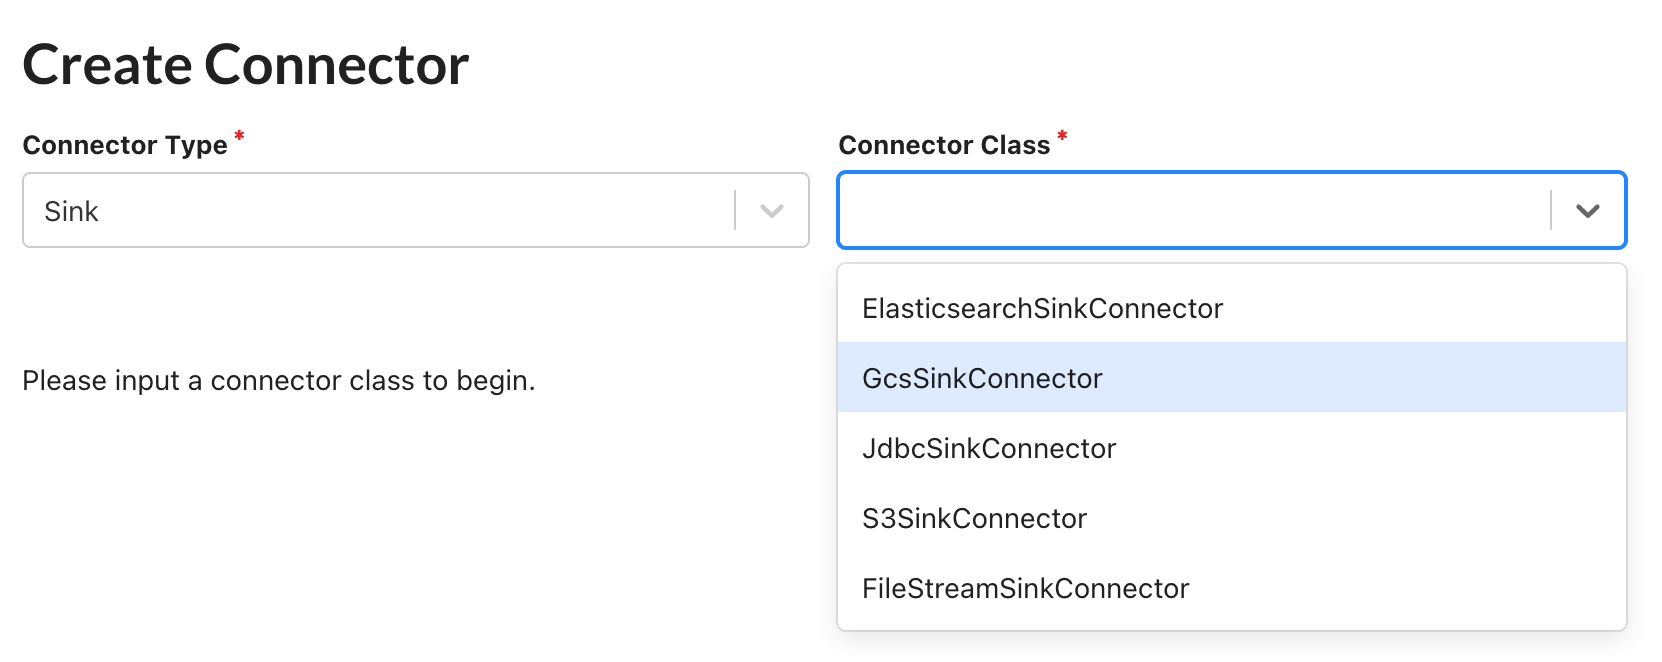 Create Connector
Connector Type *
Connector Class *
Sink
ElasticsearchSinkConnector
GcsSinkConnector
Please input a connector class to begin.
JdbcSinkConnector
S3SinkConnector
FileStreamSinkConnector